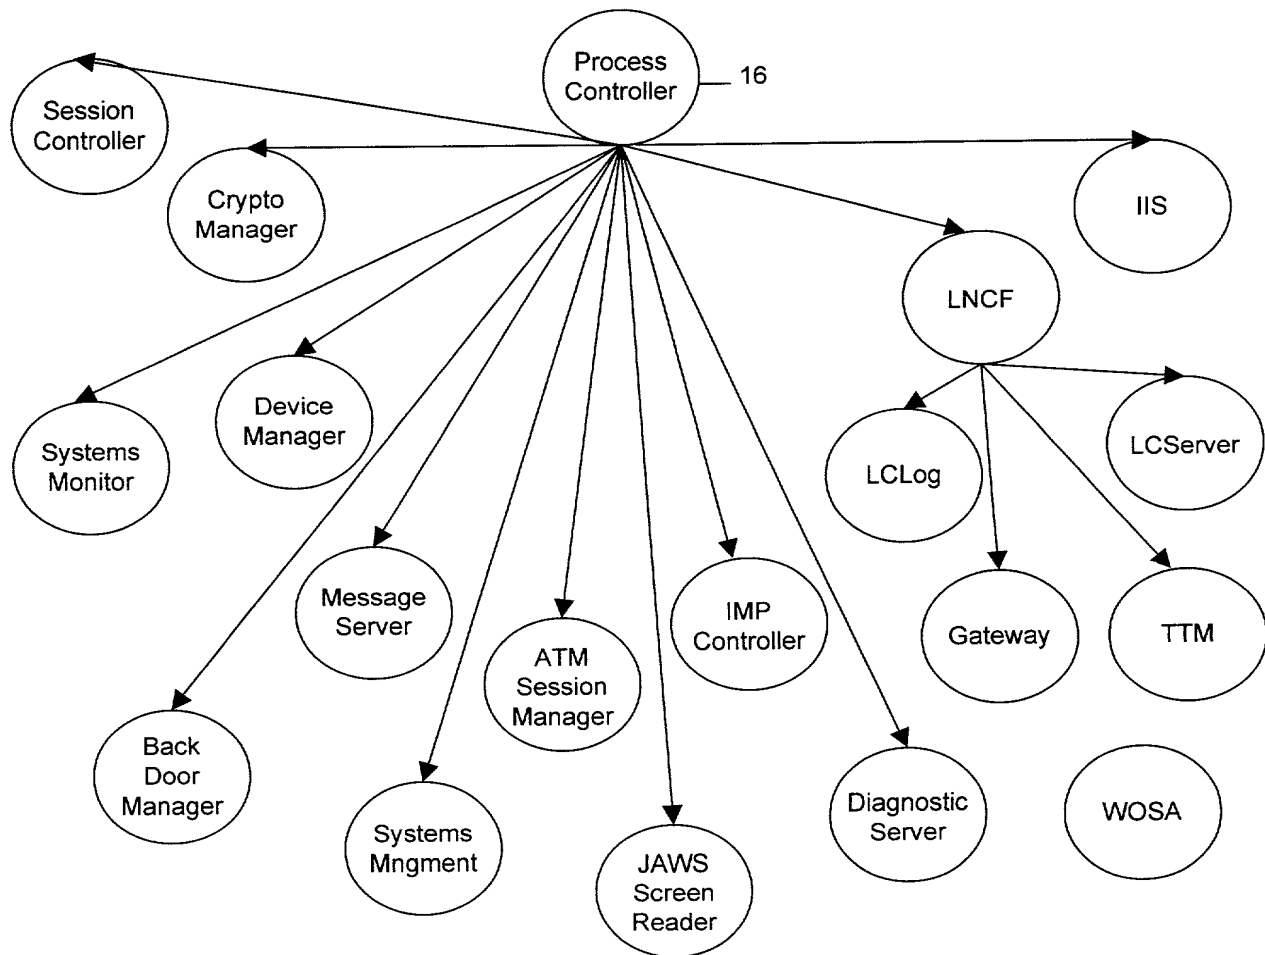 Process
Controller
16
Session
Controller
Crypto
Manager
IIS
LNCF
Device
Manager
Systems
Monitor
LCLog
LCServer
Message
Server
IMP
Controller
Gateway
TTM
ATM
Session
Manager
Back
Door
Manager
Systems
Mngment
JAWS
Screen
Reader
Diagnostic
Server
WOSA